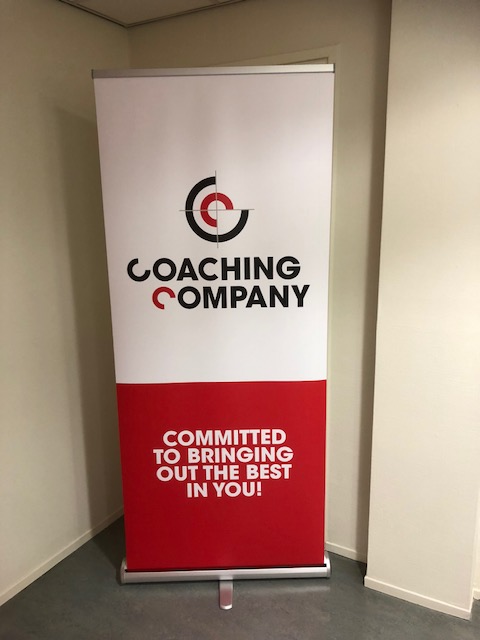 COACHING
COMPANY
COMMITTED
TO BRINGING
OUT THE BEST
IN YOU!